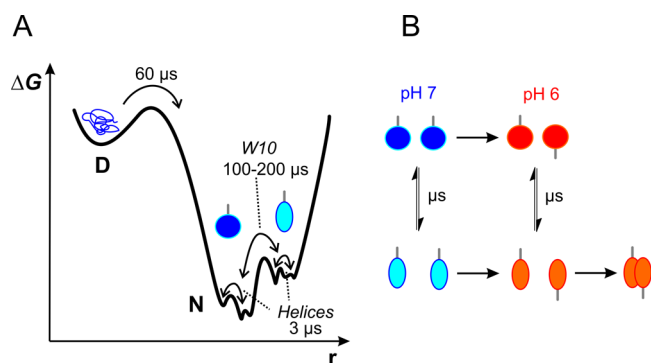 A
ΔG
60 µs
D
W10
100-200 µs
N
Helices
3 µs
r
B
pH 7
pH 6
µs
µs